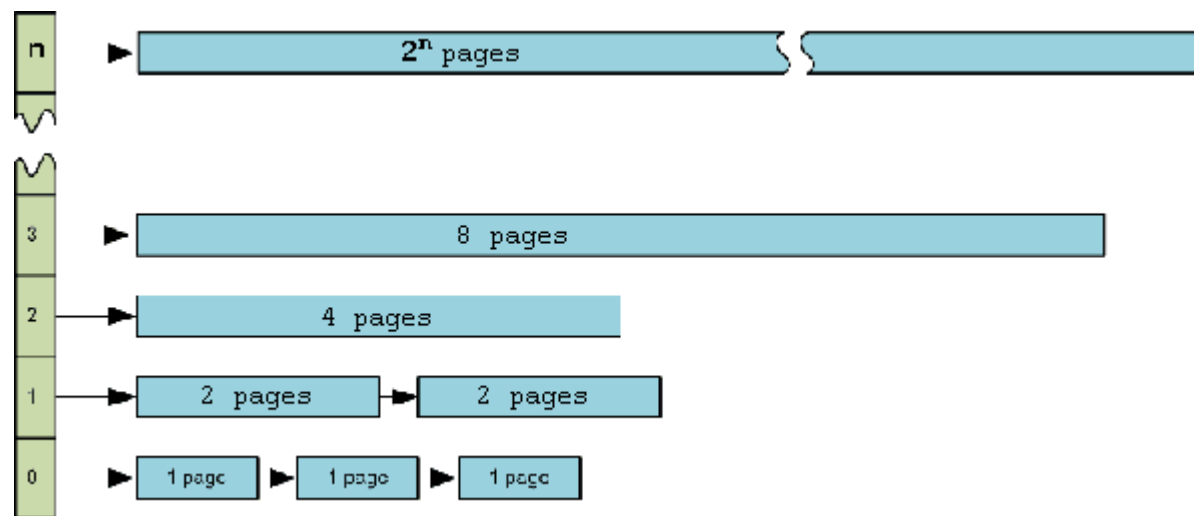 n
2ⁿ pages
3
8 pages
2
4 pages
1
2 pages 2 pages
0
1 page 1 page 1 page